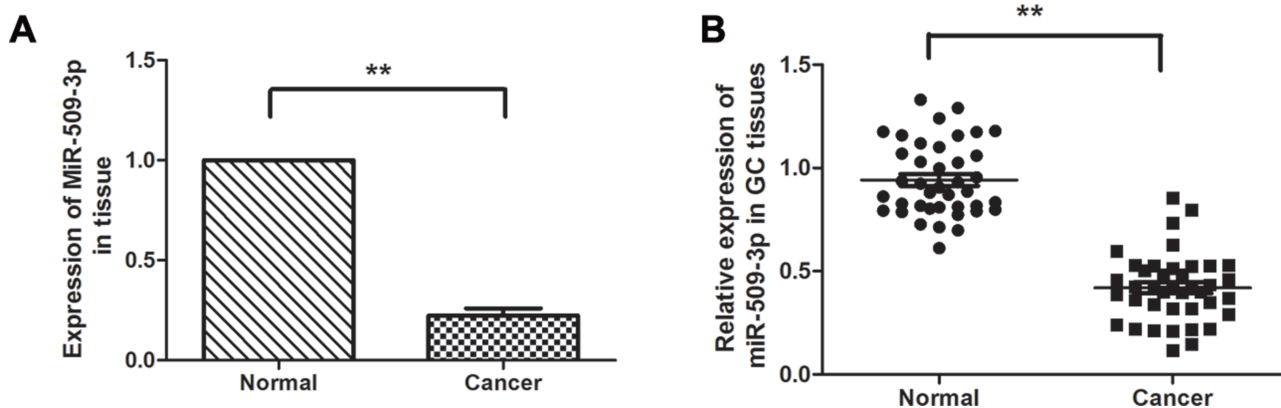 A
Expression of MiR-509-3p
in tissue
1.5
1.0
0.5
0.0
**
Normal
Cancer
B
Relative expression of
miR-509-3p in GC tissues
1.5
1.0
0.5
0.0
**
Normal
Cancer